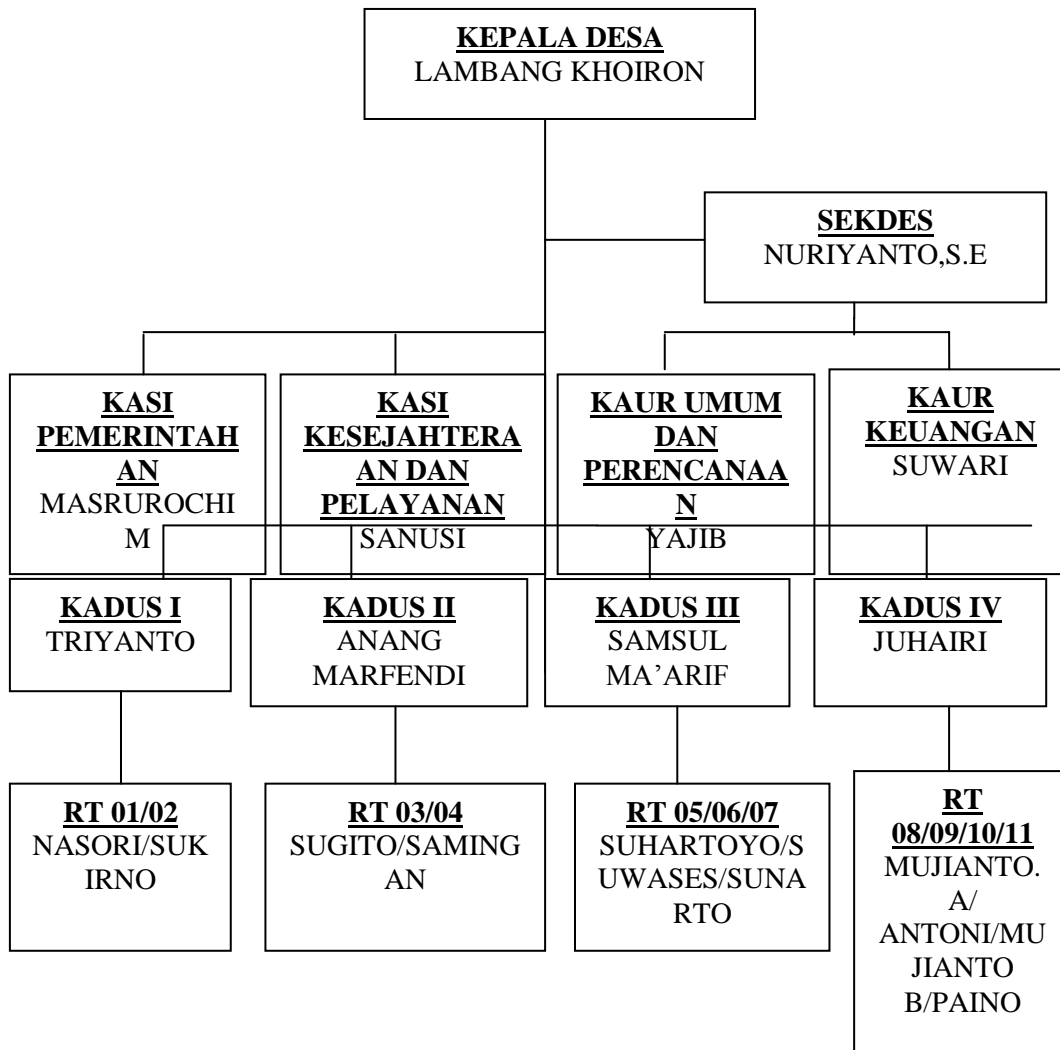 KEPALA DESA
LAMBANG KHOIRON
SEKDES
NURIYANTO,S.E
KASI
PEMERINTAH
AN
MASRUROCHI
M
KASI
KESEJAHTERA
AN DAN
PELAYANAN
SANUSI
KAUR UMUM
DAN
PERENCANAA
N
YAJIB
KAUR
KEUANGAN
SUWARI
KADUS I
TRIYANTO
KADUS II
ANANG
MARFENDI
KADUS III
SAMSUL
MA’ARIF
KADUS IV
JUHAIRI
RT 01/02
NASORI/SUK
IRNO
RT 03/04
SUGITO/SAMING
AN
RT 05/06/07
SUHARTOYO/S
UWASES/SUNA
RTO
RT
08/09/10/11
MUJIANTO.
A/
ANTONI/MU
JIANTO
B/PAINO